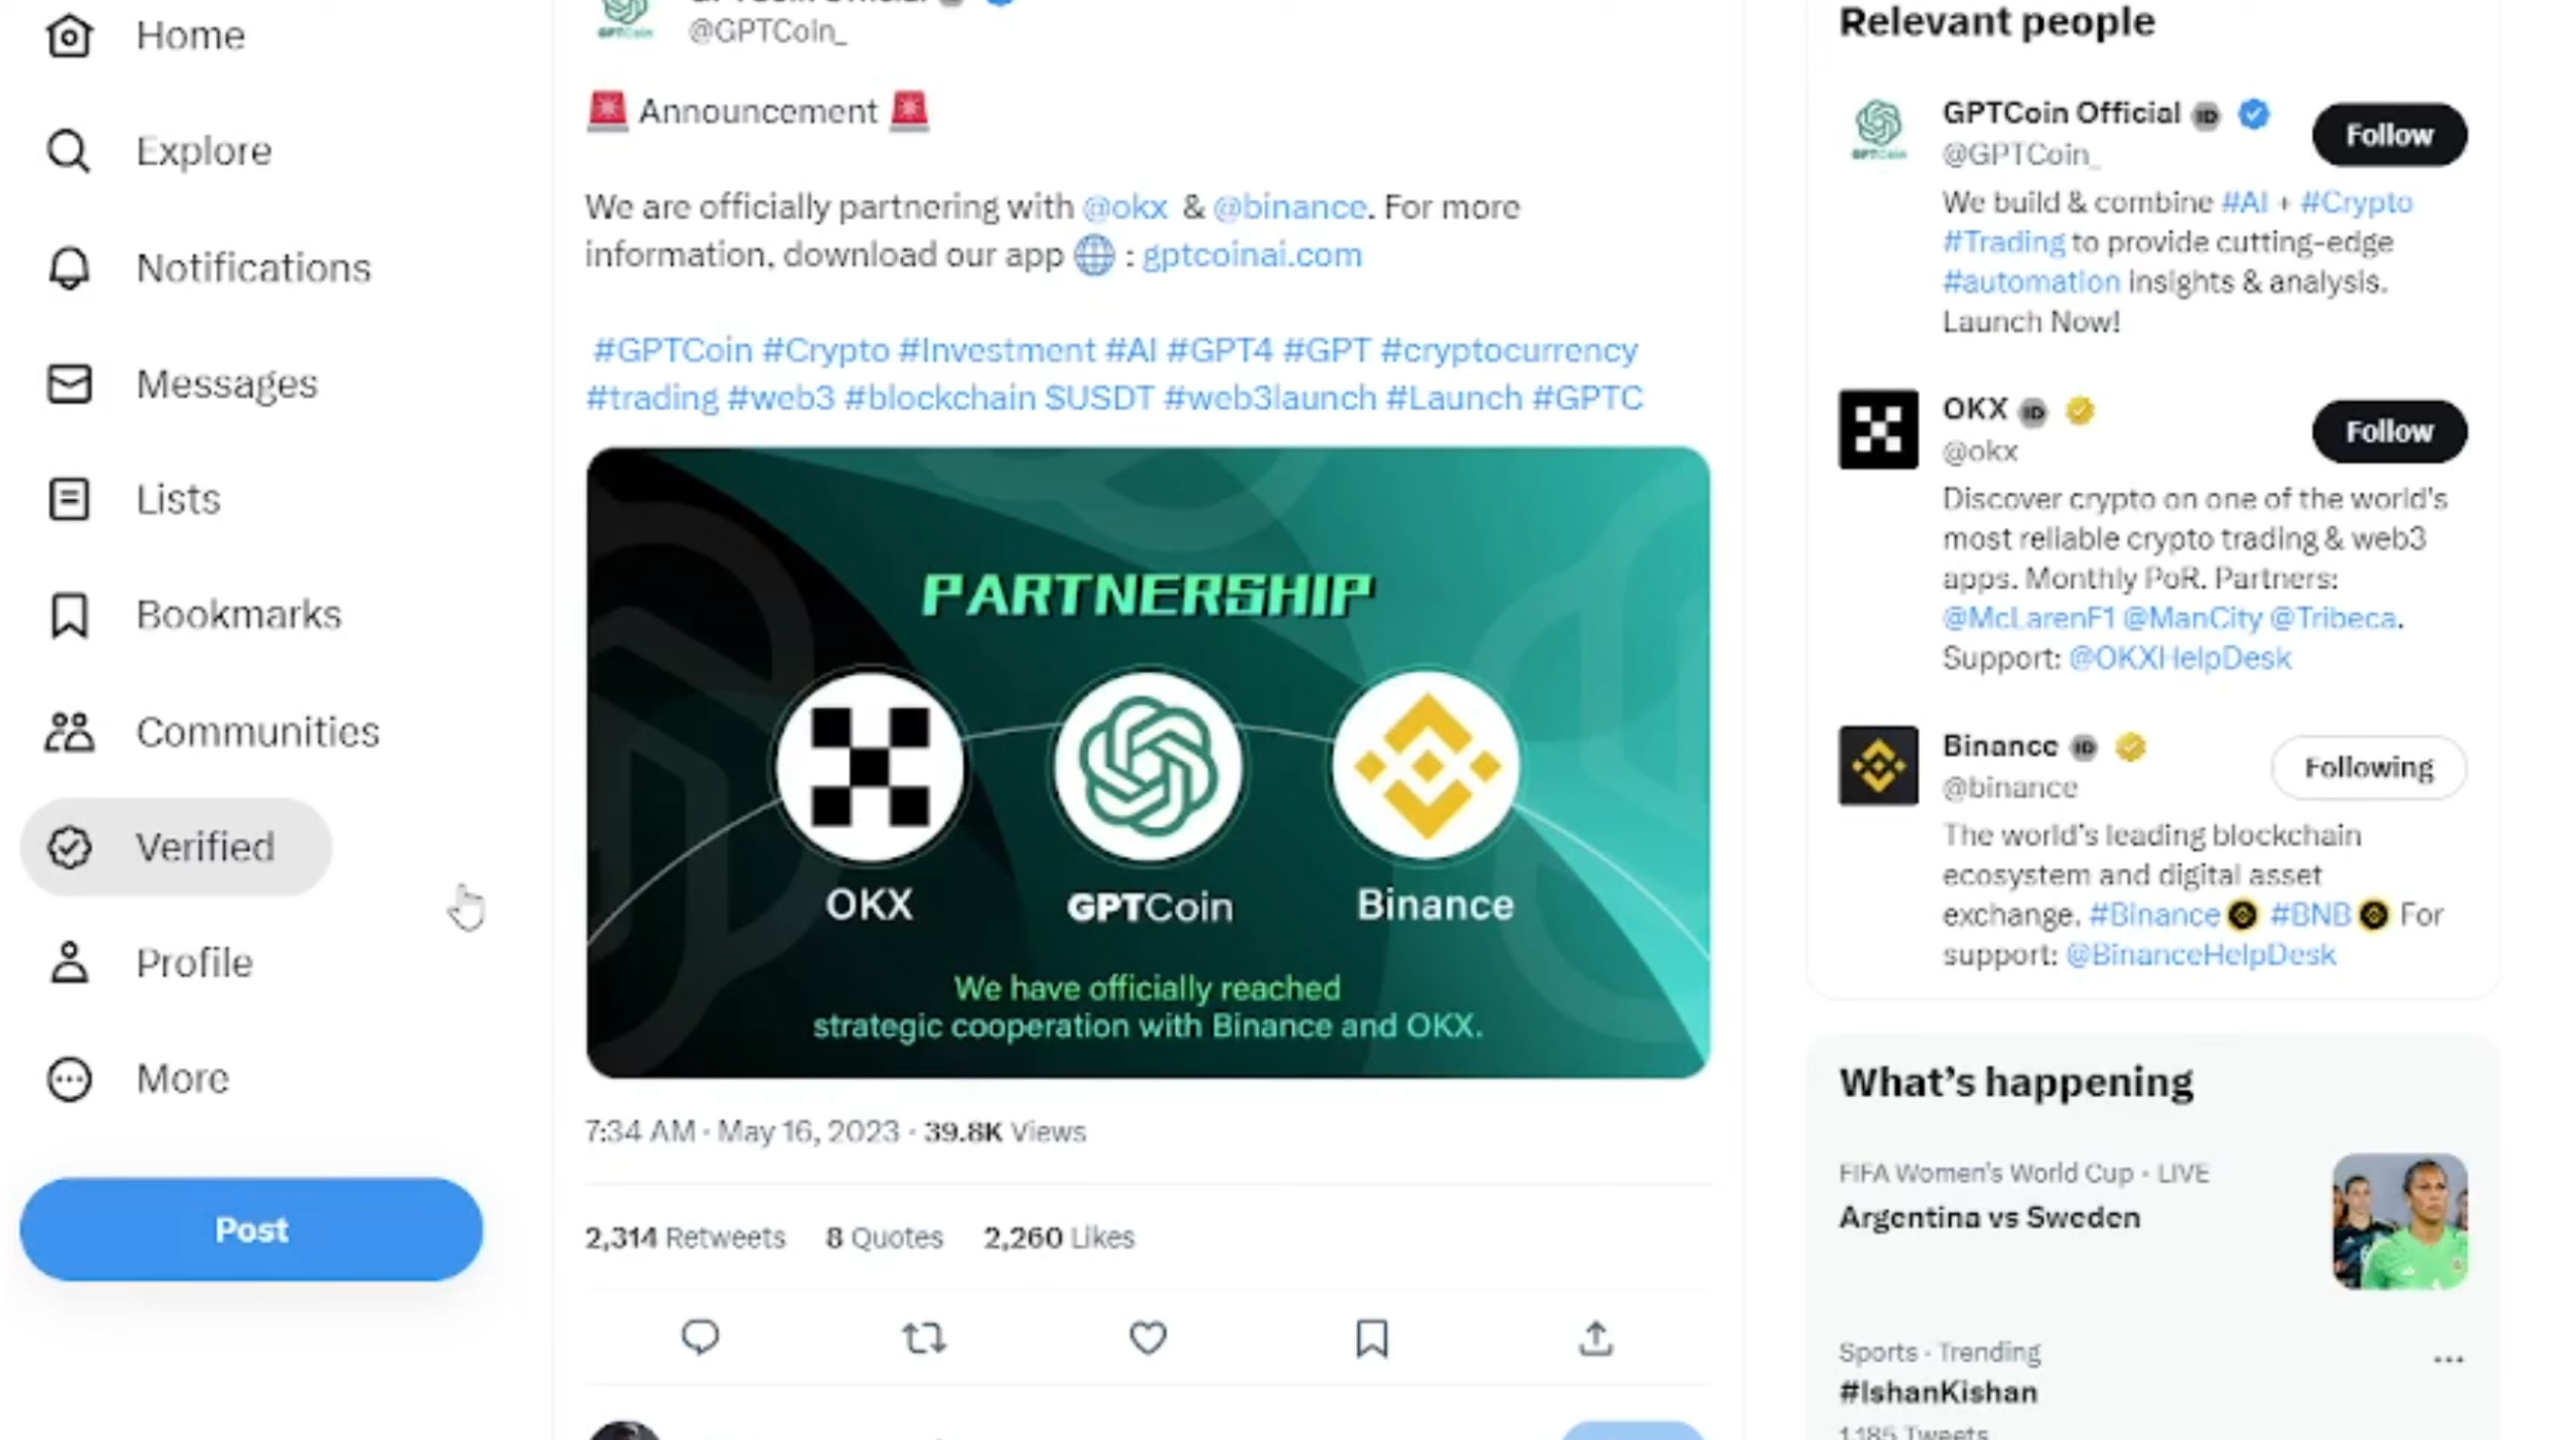 Home
Explore
Notifications
Messages
Lists
Bookmarks
Communities
Verified
Profile
More
Post
@GPTCoin_
Announcement
We are officially partnering with @okx & @binance. For more
information, download our app : gptcoinai.com
#GPTCoin #Crypto #Investment #AI #GPT4 #GPT #cryptocurrency
#trading #web3 #blockchain $USDT #web3launch #Launch #GPTC
PARTNERSHIP
OKX
GPTCoin
Binance
We have officially reached
strategic cooperation with Binance and OKX.
7:34 AM · May 16, 2023 · 39.8K Views
2,314 Retweets 8 Quotes 2,260 Likes
Relevant people
GPTCoin
GPTCoin Official
@GPTCoin_
Follow
We build & combine #AI + #Crypto
#Trading to provide cutting-edge
#automation insights & analysis.
Launch Now!
OKX
@okx
Follow
Discover crypto on one of the world's
most reliable crypto trading & web3
apps. Monthly PoR. Partners:
@McLarenF1 @ManCity @Tribeca.
Support: @OKXHelpDesk
Binance
@binance
Following
The world's leading blockchain
ecosystem and digital asset
exchange. #Binance #BNB For
support: @BinanceHelpDesk
What's happening
FIFA Women's World Cup · LIVE
Argentina vs Sweden
Sports · Trending
#IshanKishan
1,185 Tweets